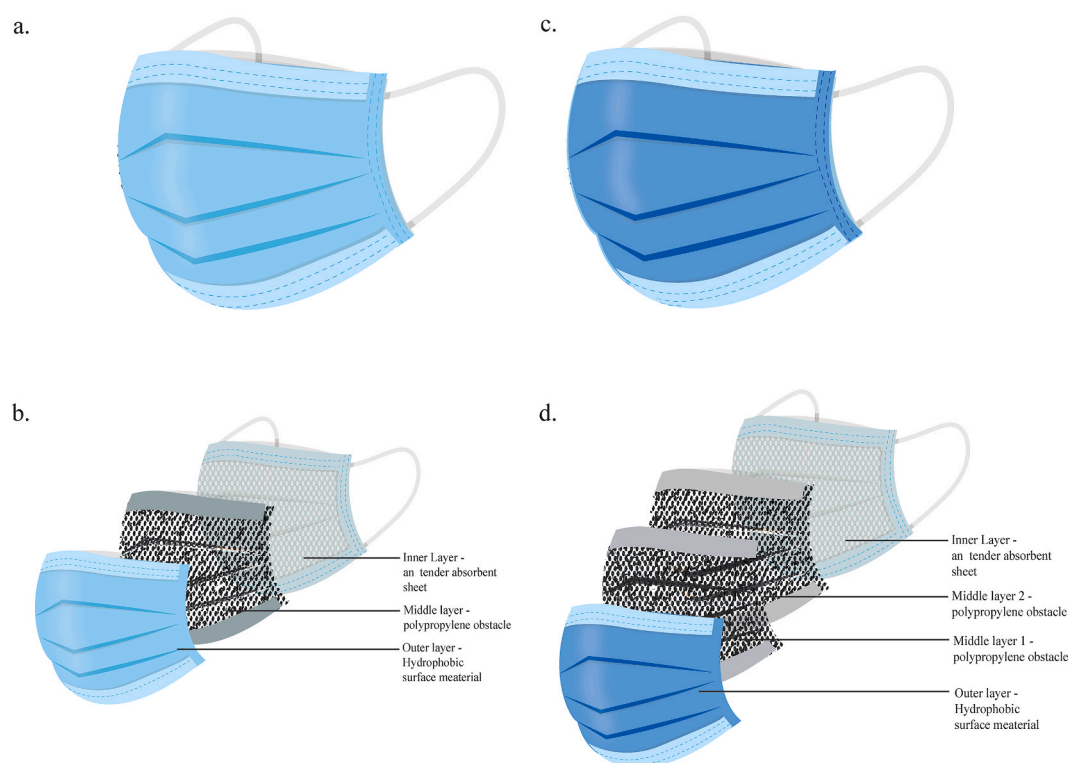 a.
c.
b.
Inner Layer -
an tender absorbent
sheet
Middle layer -
polypropylene obstacle
Outer layer -
Hydrophobic
surface meaterial
d.
Inner Layer -
an tender absorbent
sheet
Middle layer 2 -
polypropylene obstacle
Middle layer 1 -
polypropylene obstacle
Outer layer -
Hydrophobic
surface meaterial